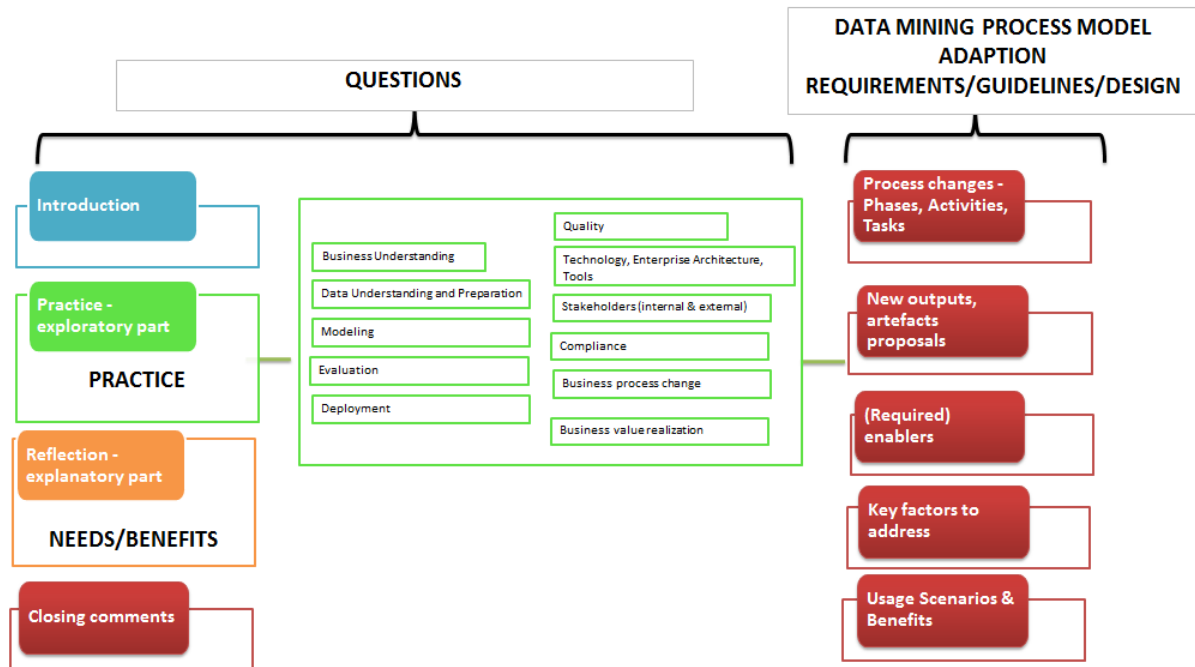 QUESTIONS
DATA MINING PROCESS MODEL
ADAPTION
REQUIREMENTS/GUIDELINES/DESIGN
Introduction
Practice -
exploratory part
PRACTICE
Reflection -
explanatory part
NEEDS/BENEFITS
Closing comments
Business Understanding
Data Understanding and Preparation
Modeling
Evaluation
Deployment
Quality
Technology, Enterprise Architecture,
Tools
Stakeholders (internal & external)
Compliance
Business process change
Business value realization
Process changes -
Phases, Activities,
Tasks
New outputs,
artefacts
proposals
(Required)
enablers
Key factors to
address
Usage Scenarios &
Benefits